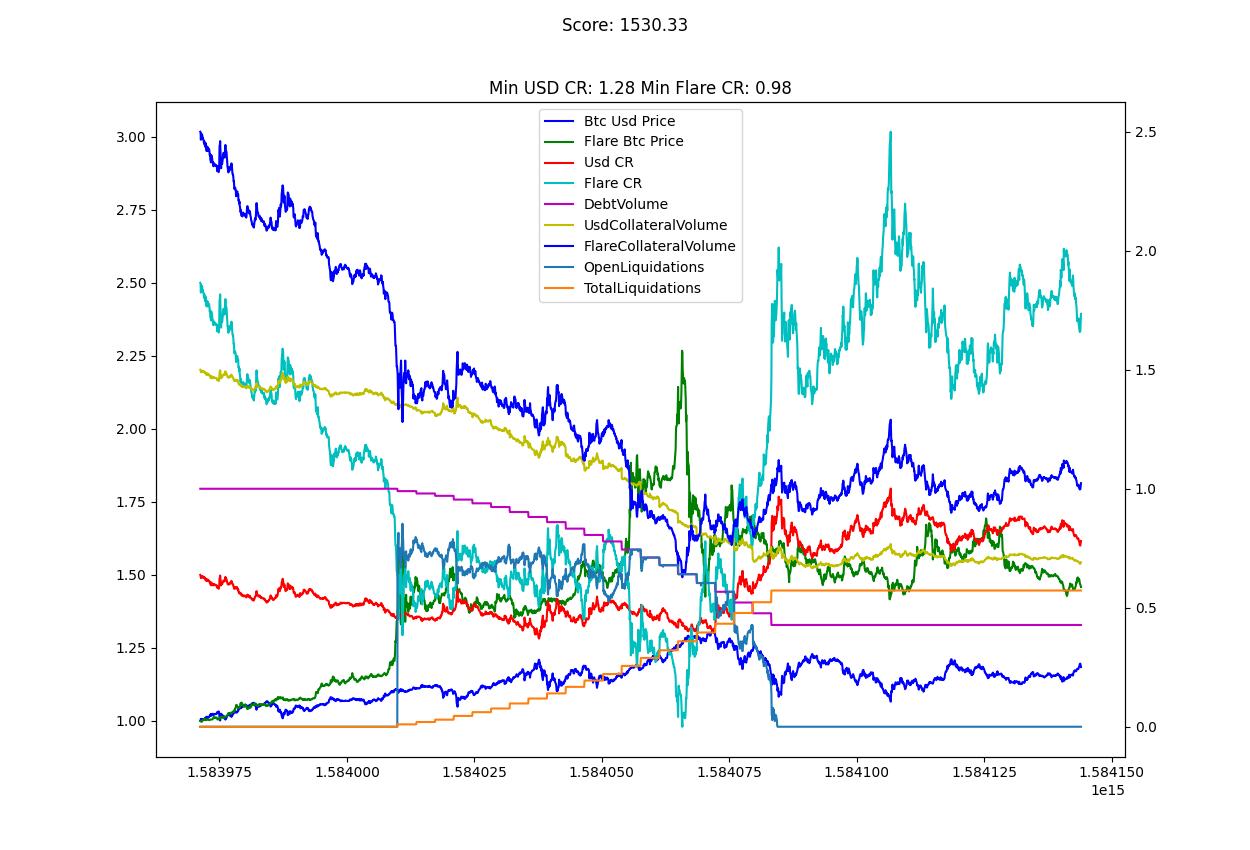 Score: 1530.33
Min USD CR: 1.28 Min Flare CR: 0.98
Btc Usd Price
Flare Btc Price
Usd CR
Flare CR
DebtVolume
UsdCollateralVolume
FlareCollateralVolume
OpenLiquidations
TotalLiquidations
3.00
2.75
2.50
2.25
2.00
1.75
1.50
1.25
1.00
2.5
2.0
1.5
1.0
0.5
0.0
1.583975 1.584000 1.584025 1.584050 1.584075 1.584100 1.584125 1.584150
1e15